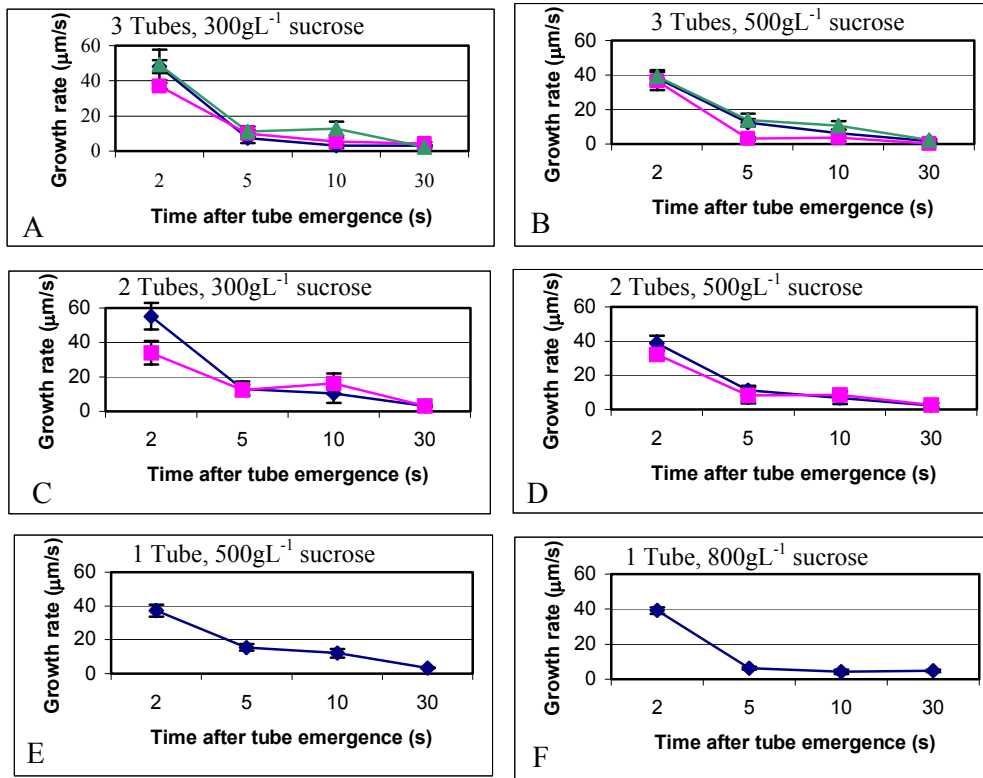 3 Tubes, 300gL⁻¹ sucrose
Growth rate (μm/s)
60
40
20
0
2 5 10 30
Time after tube emergence (s)
A
3 Tubes, 500gL⁻¹ sucrose
Growth rate (μm/s)
60
40
20
0
2 5 10 30
Time after tube emergence (s)
B
2 Tubes, 300gL⁻¹ sucrose
Growth rate (μm/s)
60
40
20
0
2 5 10 30
Time after tube emergence (s)
C
2 Tubes, 500gL⁻¹ sucrose
Growth rate (μm/s)
60
40
20
0
2 5 10 30
Time after tube emergence (s)
D
1 Tube, 500gL⁻¹ sucrose
Growth rate (μm/s)
60
40
20
0
2 5 10 30
Time after tube emergence (s)
E
1 Tube, 800gL⁻¹ sucrose
Growth rate (μm/s)
60
40
20
0
2 5 10 30
Time after tube emergence (s)
F